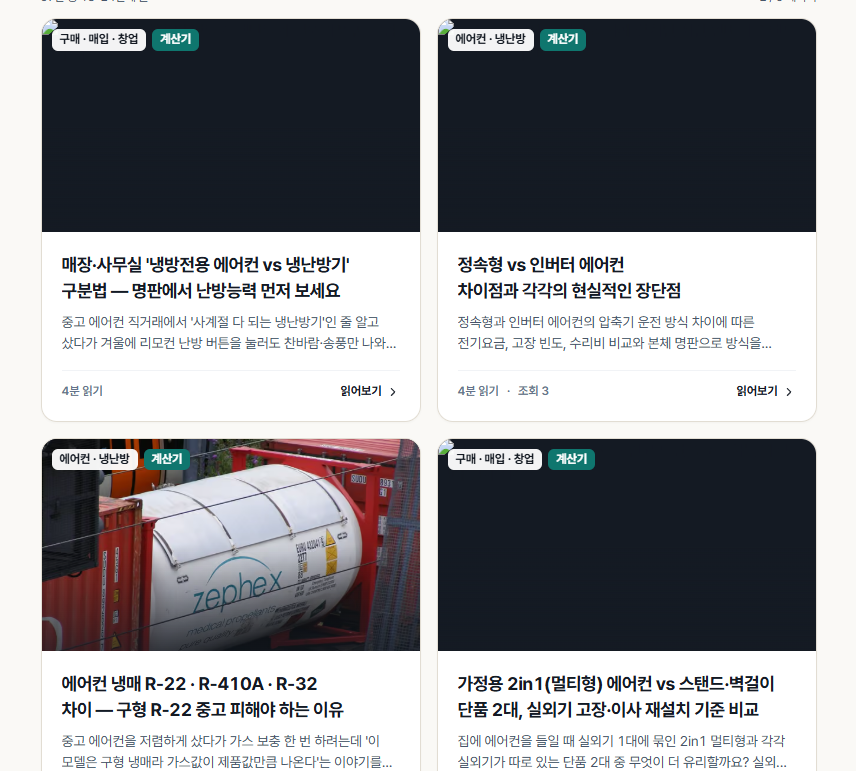 구매 · 매입 · 창업
계산기
에어컨 · 냉난방
계산기
매장·사무실 '냉방전용 에어컨 vs 냉난방기'
구분법 — 명판에서 난방능력 먼저 보세요
중고 에어컨 직거래에서 '사계절 다 되는 냉난방기'인 줄 알고
샀다가 겨울에 리모컨 난방 버튼을 눌러도 찬바람·송풍만 나와...
4분 읽기
읽어보기
정속형 vs 인버터 에어컨
차이점과 각각의 현실적인 장단점
정속형과 인버터 에어컨의 압축기 운전 방식 차이에 따른
전기요금, 고장 빈도, 수리비 비교와 본체 명판으로 방식을...
4분 읽기 · 조회 3
읽어보기
에어컨 · 냉난방
계산기
zephex
medical propellants
구매 · 매입 · 창업
계산기
에어컨 냉매 R-22 · R-410A · R-32
차이 — 구형 R-22 중고 피해야 하는 이유
중고 에어컨을 저렴하게 샀다가 가스 보충 한 번 하려는데 '이
모델은 구형 냉매라 가스값이 제품값만큼 나온다'는 이야기를...
가정용 2in1(멀티형) 에어컨 vs 스탠드·벽걸이
단품 2대, 실외기 고장·이사 재설치 기준 비교
집에 에어컨을 들일 때 실외기 1대에 묶인 2in1 멀티형과 각각
실외기가 따로 있는 단품 2대 중 무엇이 더 유리할까요? 실외...